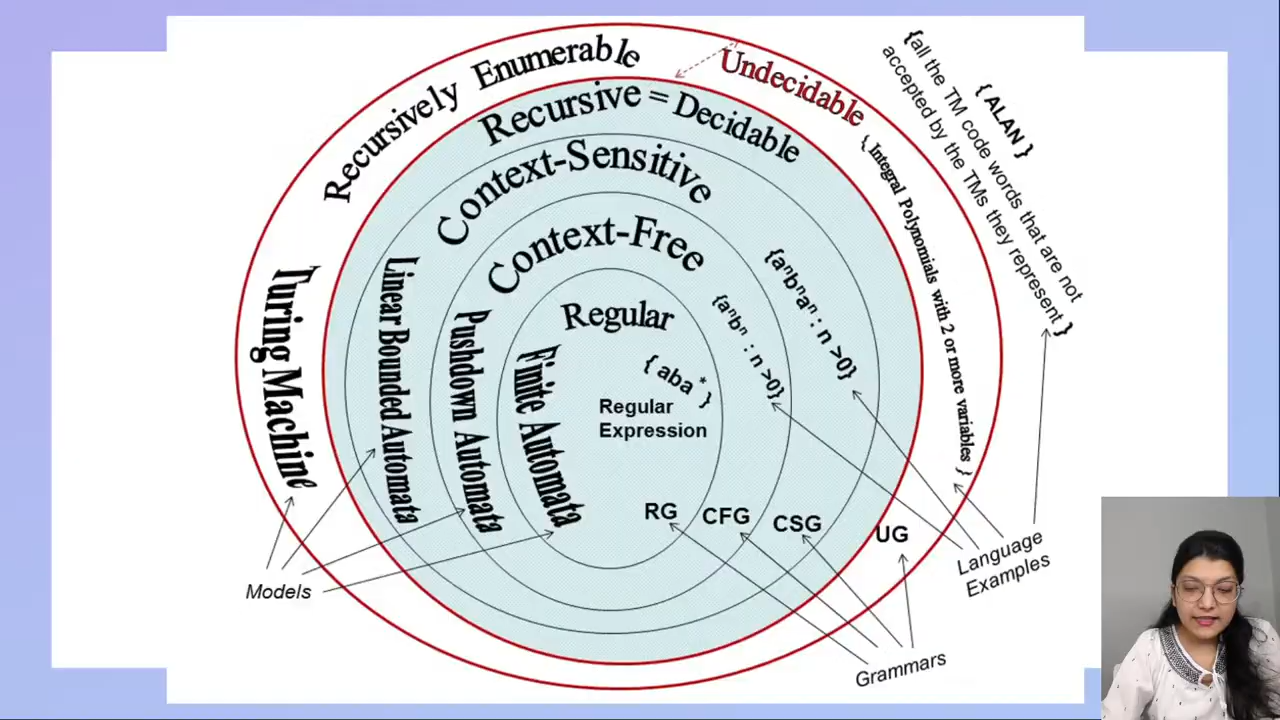 Recursively Enumerable
Undecidable
{ ALAN }
{all the TM code words that are not
accepted by the TMs they represent }
Recursive = Decidable
{ Integral Polynomials with 2 or more variables }
Context-Sensitive
{aⁿbⁿaⁿ : n >0}
Context-Free
{aⁿbⁿ : n >0}
Regular
{ aba* }
Regular
Expression
Turing Machine
Linear Bounded Automata
Pushdown Automata
Finite Automata
RG
CFG
CSG
UG
Models
Language
Examples
Grammars